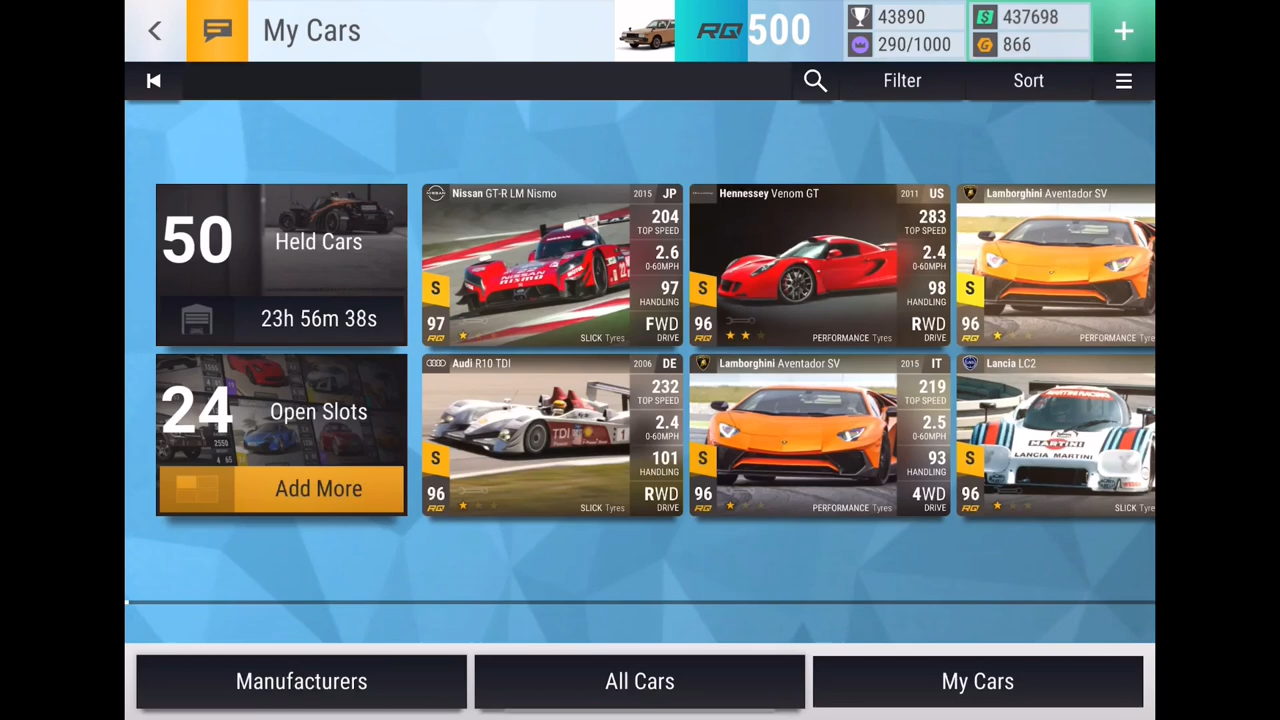 My Cars
RQ 500
43890
290/1000
437698
866
+
Filter
Sort
50
Held Cars
23h 56m 38s
24
Open Slots
Add More
Nissan GT-R LM Nismo 2015 JP
204
TOP SPEED
2.6
0-60MPH
97
HANDLING
FWD
DRIVE
S
97
RQ
SLICK Tyres
Hennessey Venom GT 2011 US
283
TOP SPEED
2.4
0-60MPH
98
HANDLING
RWD
DRIVE
S
96
RQ
PERFORMANCE Tyres
Lamborghini Aventador SV
S
96
RQ
PERFORMANCE Tyres
Audi R10 TDI 2006 DE
232
TOP SPEED
2.4
0-60MPH
101
HANDLING
RWD
DRIVE
S
96
RQ
SLICK Tyres
Lamborghini Aventador SV 2015 IT
219
TOP SPEED
2.5
0-60MPH
93
HANDLING
4WD
DRIVE
S
96
RQ
PERFORMANCE Tyres
Lancia LC2
MARTINI
LANCIA MARTINI
S
96
RQ
SLICK Tyres
Manufacturers
All Cars
My Cars